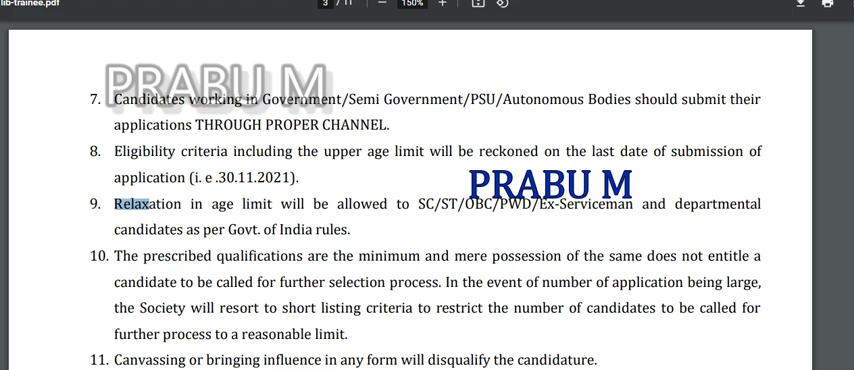 lib-trainee.pdf
3 / 11
150%
PRABU M
7. Candidates working in Government/Semi Government/PSU/Autonomous Bodies should submit their
applications THROUGH PROPER CHANNEL.
8. Eligibility criteria including the upper age limit will be reckoned on the last date of submission of
application (i. e .30.11.2021).
PRABU M
9. Relaxation in age limit will be allowed to SC/ST/OBC/PWD/Ex-Serviceman and departmental
candidates as per Govt. of India rules.
10. The prescribed qualifications are the minimum and mere possession of the same does not entitle a
candidate to be called for further selection process. In the event of number of application being large,
the Society will resort to short listing criteria to restrict the number of candidates to be called for
further process to a reasonable limit.
11. Canvassing or bringing influence in any form will disqualify the candidature.